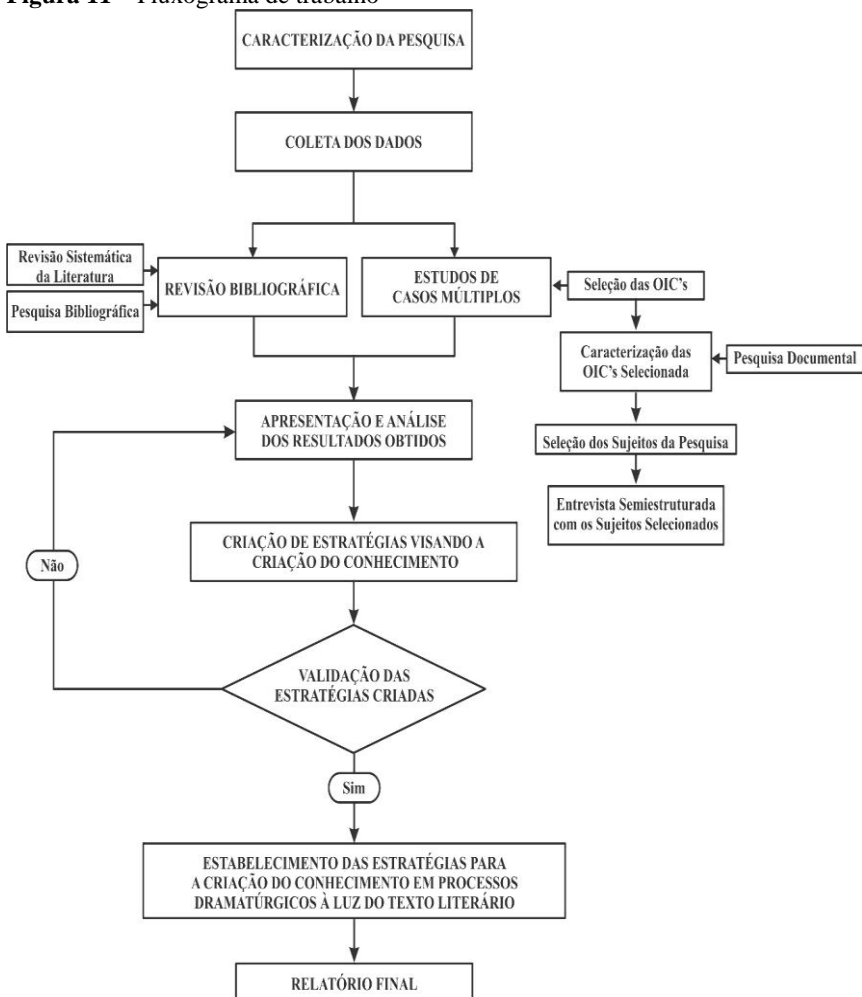 Figura 11 – Fluxograma de trabalho
CARACTERIZAÇÃO DA PESQUISA
COLETA DOS DADOS
Revisão Sistemática
da Literatura
Pesquisa Bibliográfica
REVISÃO BIBLIOGRÁFICA
ESTUDOS DE
CASOS MÚLTIPLOS
Seleção das OIC's
Caracterização das
OIC's Selecionada
Pesquisa Documental
Seleção dos Sujeitos da Pesquisa
Entrevista Semiestruturada
com os Sujeitos Selecionados
APRESENTAÇÃO E ANÁLISE
DOS RESULTADOS OBTIDOS
CRIAÇÃO DE ESTRATÉGIAS VISANDO A
CRIAÇÃO DO CONHECIMENTO
Não
VALIDAÇÃO DAS
ESTRATÉGIAS CRIADAS
Sim
ESTABELECIMENTO DAS ESTRATÉGIAS PARA
A CRIAÇÃO DO CONHECIMENTO EM PROCESSOS
DRAMATÚRGICOS À LUZ DO TEXTO LITERÁRIO
RELATÓRIO FINAL